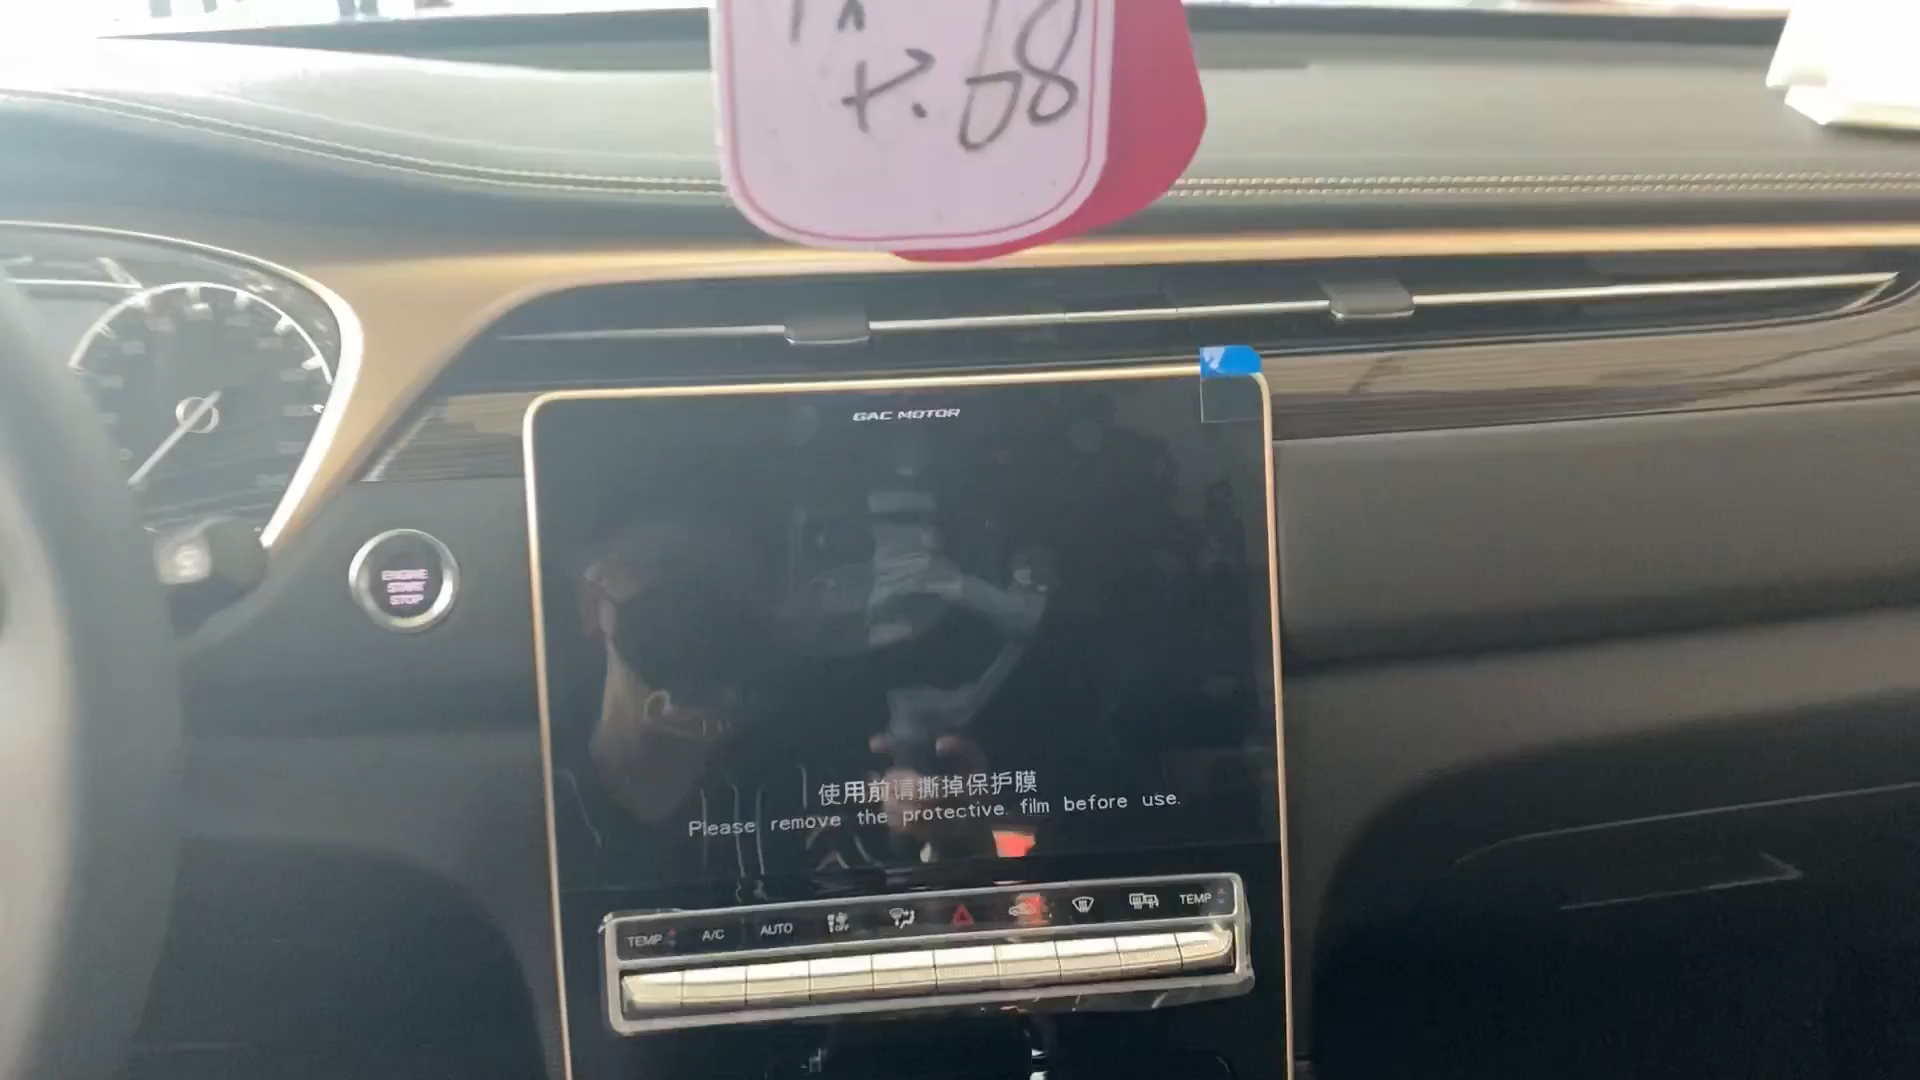 GAC MOTOR
ENGINE
START
STOP
使用前请撕掉保护膜
Please remove the protective film before use.
TEMP A/C AUTO OFF TEMP